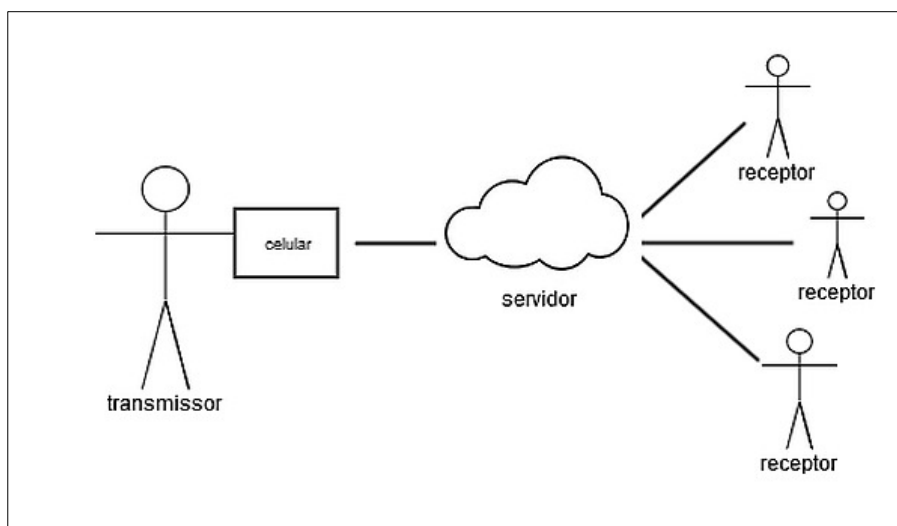 receptor
celular
servidor
receptor
transmissor
receptor